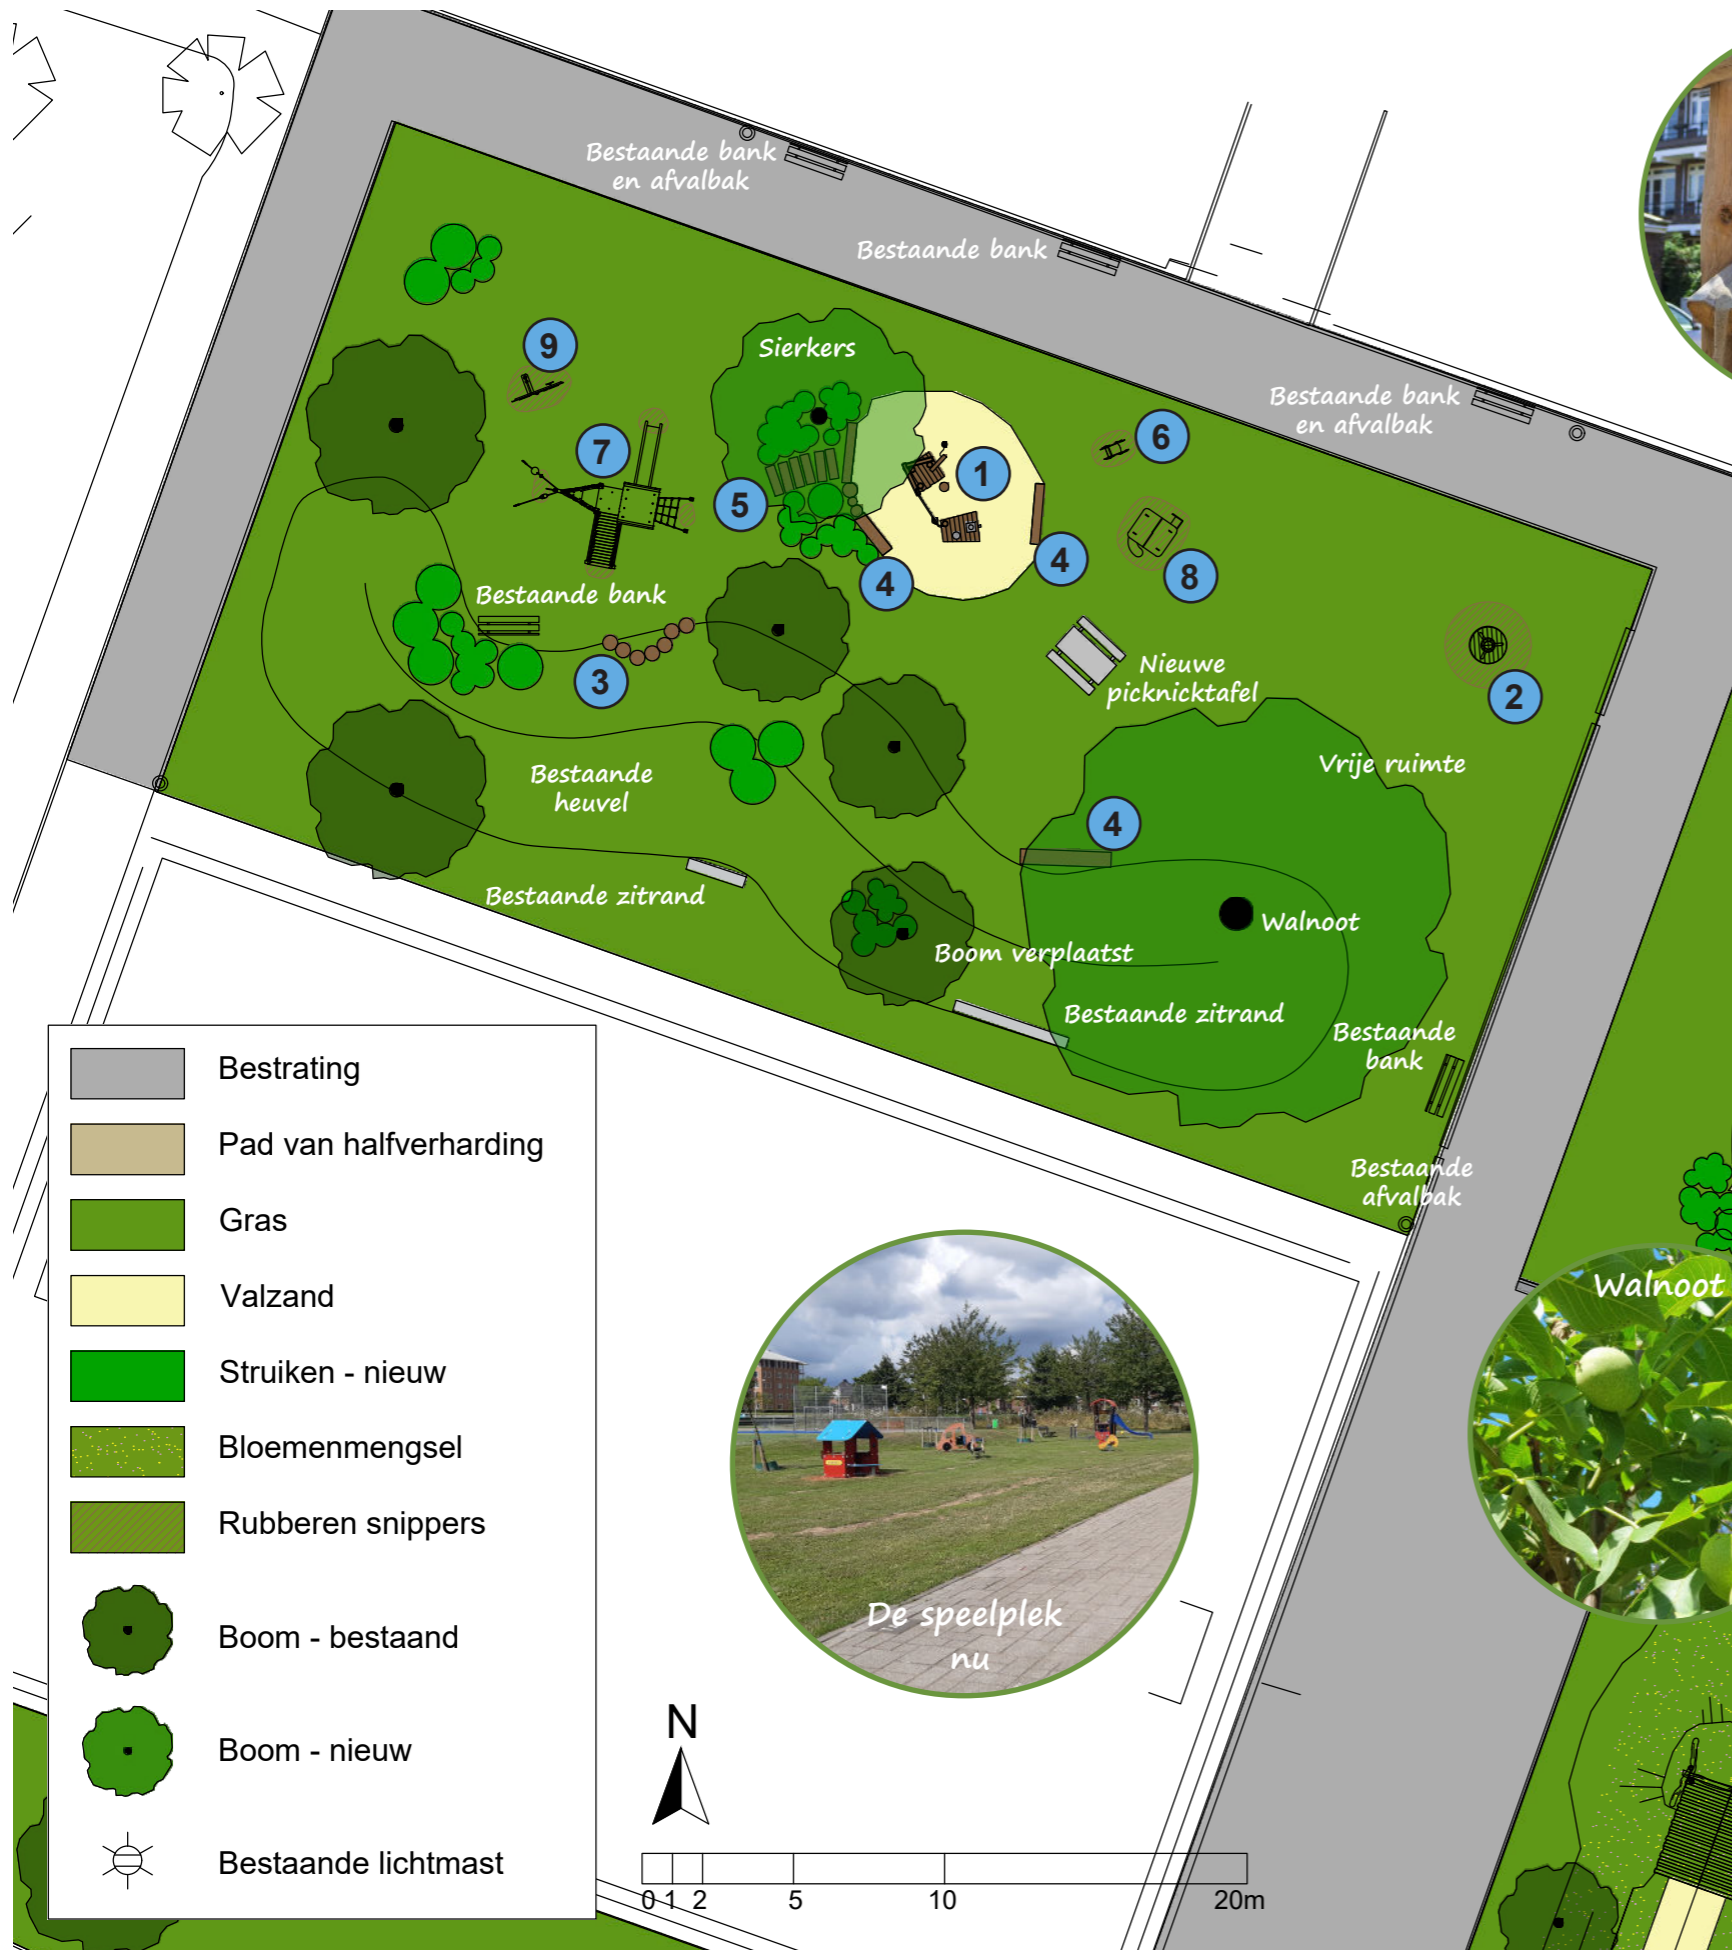 Bestaande bank
en afvalbak
Bestaande bank
Bestaande bank
en afvalbak
Sierkers
9
6
7
1
5
4
4
8
Bestaande bank
3
Nieuwe
picknicktafel
2
Vrije ruimte
Bestaande
heuvel
4
Bestaande zitrand
Walnoot
Boom verplaatst
Bestaande zitrand
Bestaande
bank
Bestaande
afvalbak
Bestrating
Pad van halfverharding
Gras
Valzand
Struiken - nieuw
Bloemenmengsel
Rubberen snippers
Boom - bestaand
Boom - nieuw
Bestaande lichtmast
Walnoot
De speelplek
nu
N
0 1 2 5 10 20m